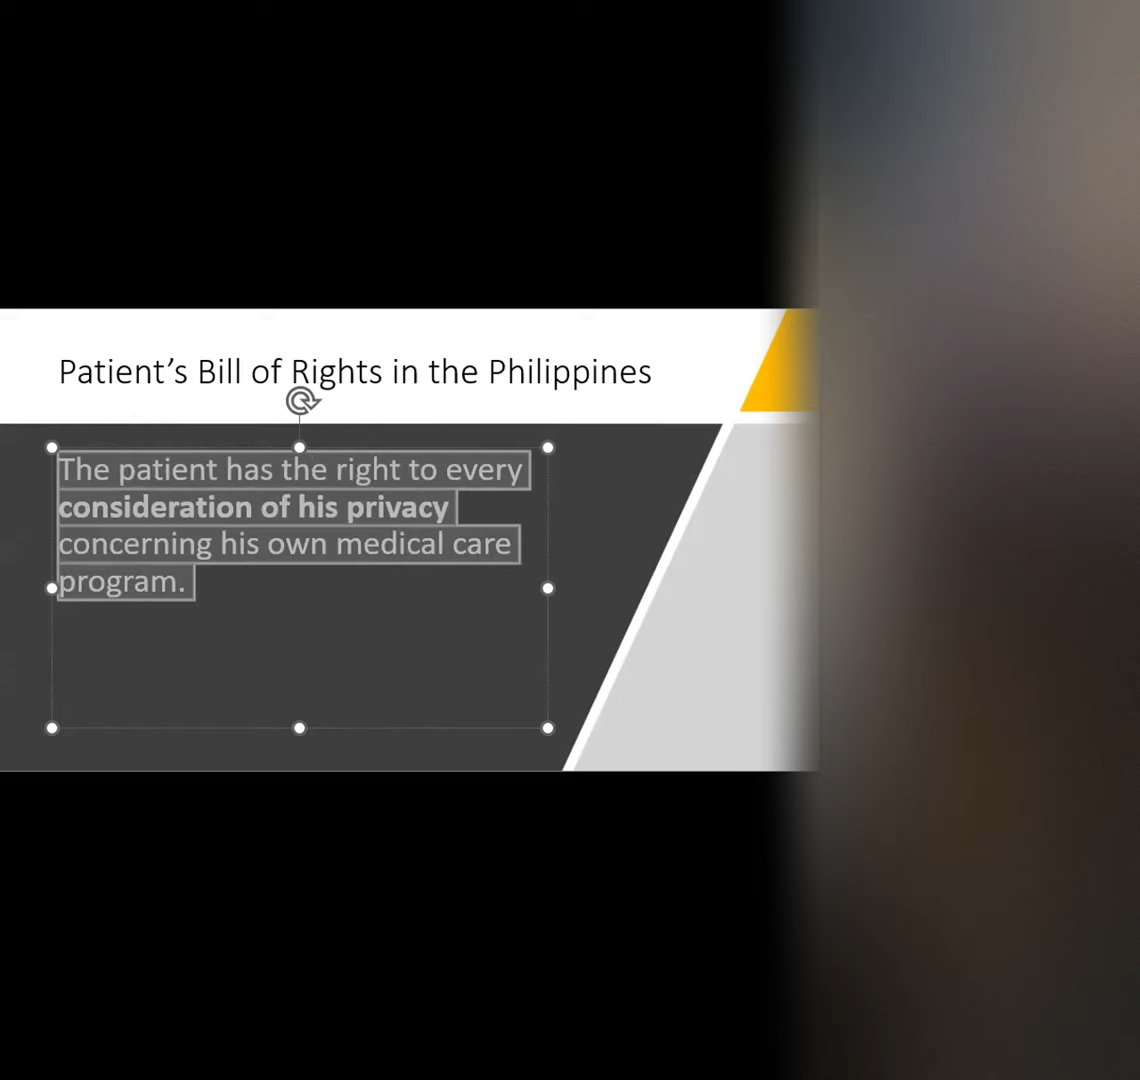 Patient’s Bill of Rights in the Philippines
The patient has the right to every
consideration of his privacy
concerning his own medical care
program.